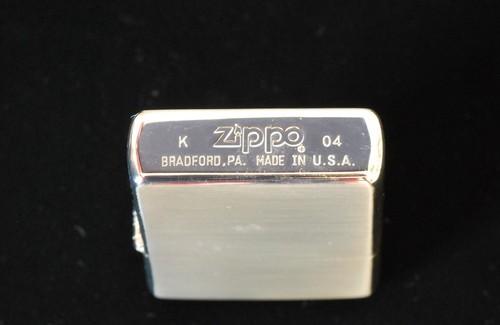 K Zippo® 04
BRADFORD,PA. MADE IN U.S.A.